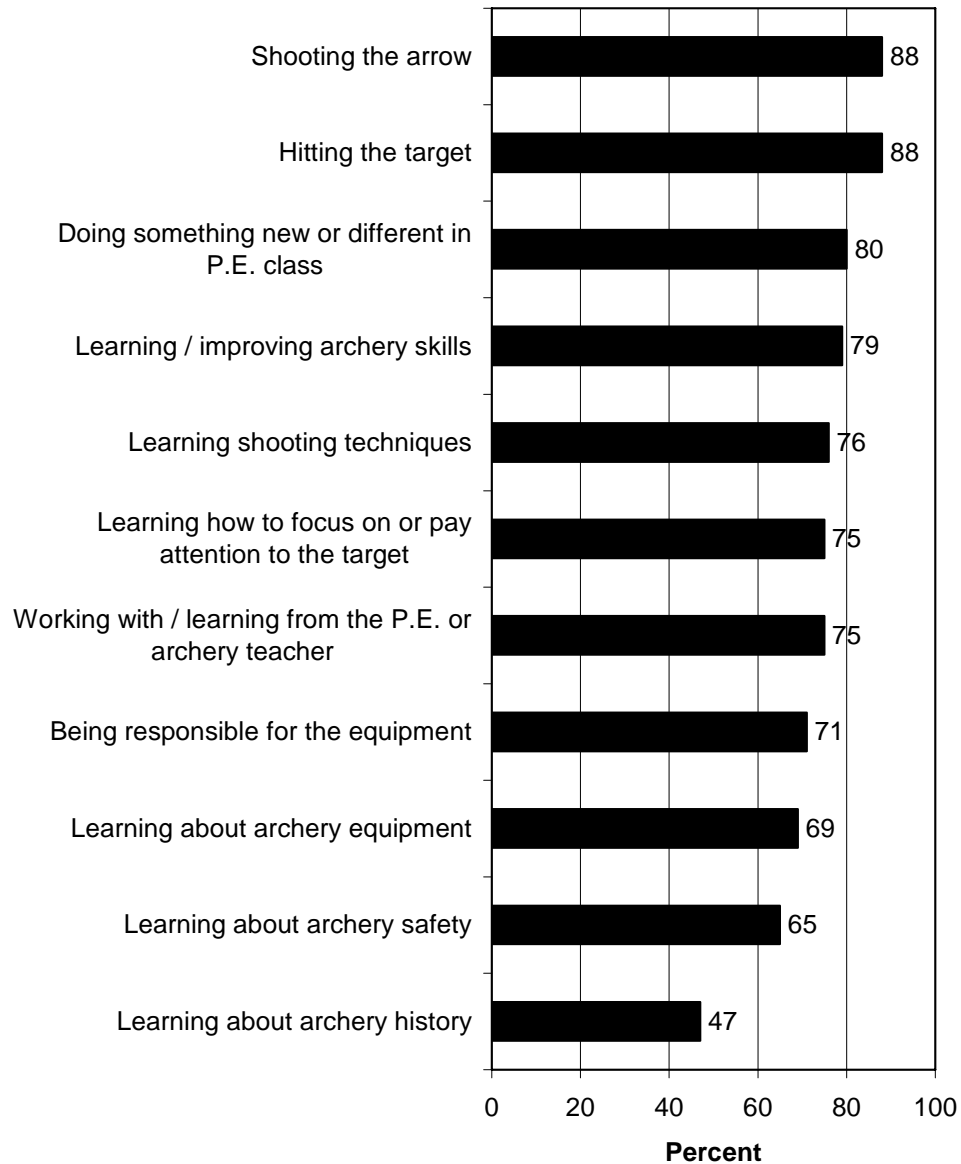 Shooting the arrow 88
Hitting the target 88
Doing something new or different in
P.E. class 80
Learning / improving archery skills 79
Learning shooting techniques 76
Learning how to focus on or pay
attention to the target 75
Working with / learning from the P.E. or
archery teacher 75
Being responsible for the equipment 71
Learning about archery equipment 69
Learning about archery safety 65
Learning about archery history 47
0 20 40 60 80 100
Percent